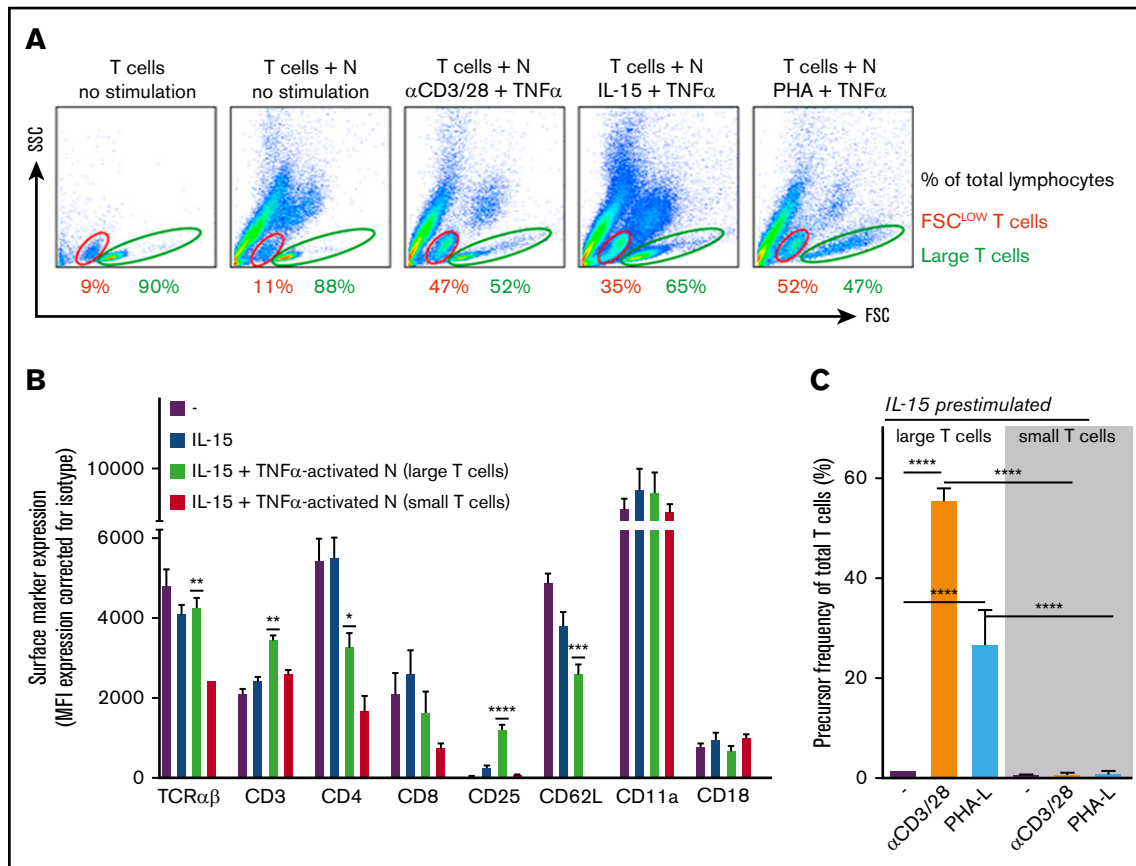 A
T cells
no stimulation
T cells + N
no stimulation
T cells + N
αCD3/28 + TNFα
T cells + N
IL-15 + TNFα
T cells + N
PHA + TNFα
SSC
% of total lymphocytes
FSCLOW T cells
Large T cells
9% 90%
11% 88%
47% 52%
35% 65%
52% 47%
FSC
B
-
IL-15
IL-15 + TNFα-activated N (large T cells)
IL-15 + TNFα-activated N (small T cells)
Surface marker expression
(MFI expression corrected for isotype)
10000
6000
4000
2000
0
**
**
*
****
***
TCRαβ CD3 CD4 CD8 CD25 CD62L CD11a CD18
C
IL-15 prestimulated
large T cells small T cells
Precursor frequency of total T cells (%)
60
40
20
0
****
****
****
****
-
αCD3/28
PHA-L
-
αCD3/28
PHA-L